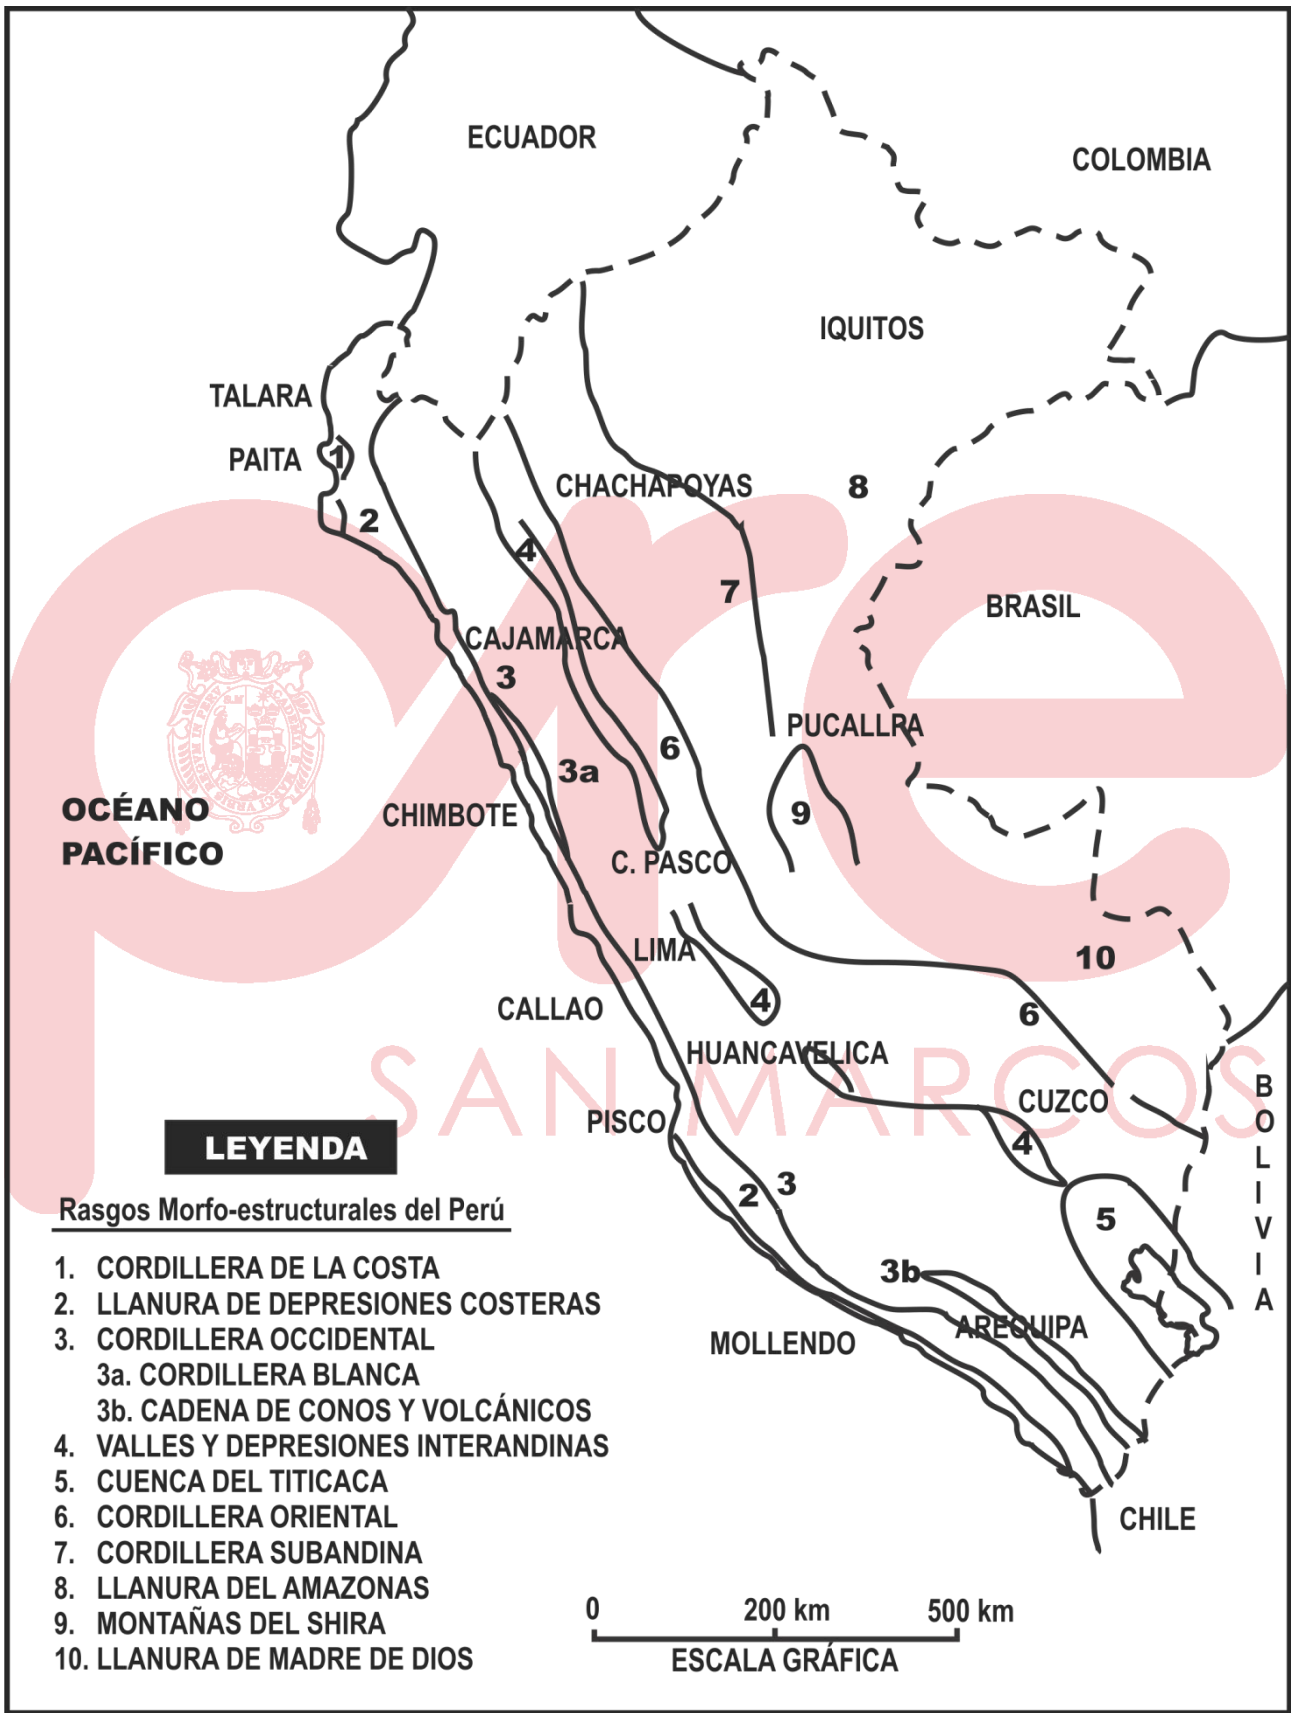 ECUADOR
COLOMBIA
IQUITOS
TALARA
PAITA
1
CHACHAPOYAS
8
2
4
7
BRASIL
CAJAMARCA
3
PUCALLPA
6
3a
9
OCÉANO
PACÍFICO
CHIMBOTE
C. PASCO
LIMA
10
4
CALLAO
6
HUANCAVELICA
CUZCO
BOLIVIA
SAN MARCOS
pre
PISCO
4
2
3
5
3b
AREQUIPA
MOLLENDO
CHILE
LEYENDA
Rasgos Morfo-estructurales del Perú
1. CORDILLERA DE LA COSTA
2. LLANURA DE DEPRESIONES COSTERAS
3. CORDILLERA OCCIDENTAL
3a. CORDILLERA BLANCA
3b. CADENA DE CONOS Y VOLCÁNICOS
4. VALLES Y DEPRESIONES INTERANDINAS
5. CUENCA DEL TITICACA
6. CORDILLERA ORIENTAL
7. CORDILLERA SUBANDINA
8. LLANURA DEL AMAZONAS
9. MONTAÑAS DEL SHIRA
10. LLANURA DE MADRE DE DIOS
0 200 km 500 km
ESCALA GRÁFICA